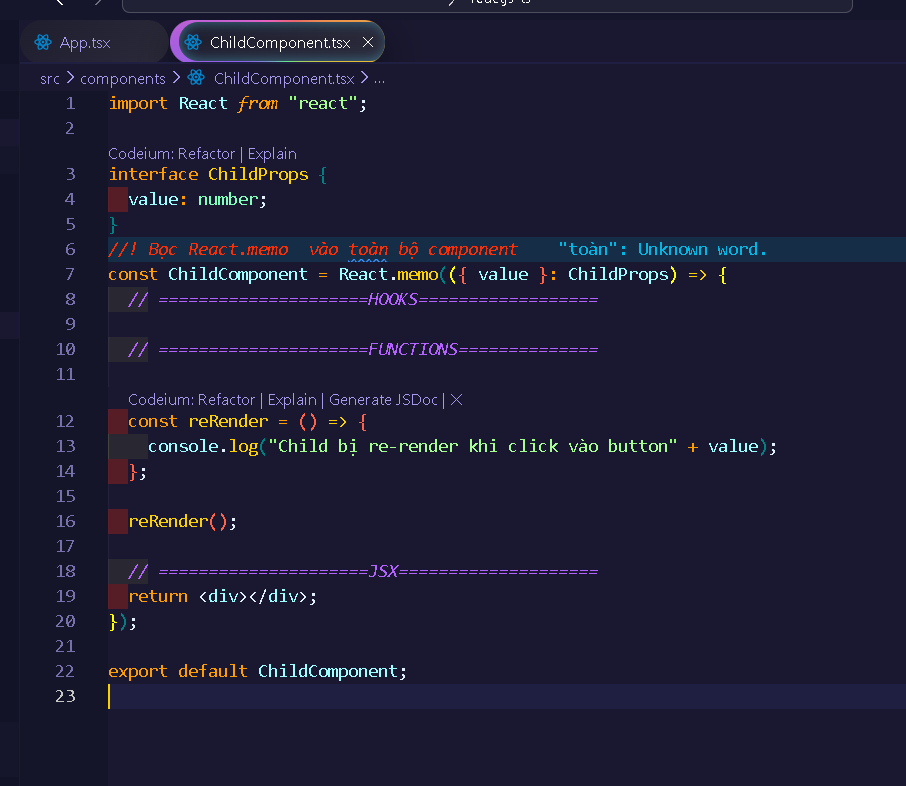 App.tsx
ChildComponent.tsx
src > components > ChildComponent.tsx > ...
1 import React from "react";
2
Codeium: Refactor | Explain
3 interface ChildProps {
4   value: number;
5 }
6 //! Bọc React.memo  vào toàn bộ component    "toàn": Unknown word.
7 const ChildComponent = React.memo(({ value }: ChildProps) => {
8   // =====================HOOKS==================
9
10   // =====================FUNCTIONS==============
11
Codeium: Refactor | Explain | Generate JSDoc | ×
12   const reRender = () => {
13     console.log("Child bị re-render khi click vào button" + value);
14   };
15
16   reRender();
17
18   // =====================JSX====================
19   return <div></div>;
20 });
21
22 export default ChildComponent;
23